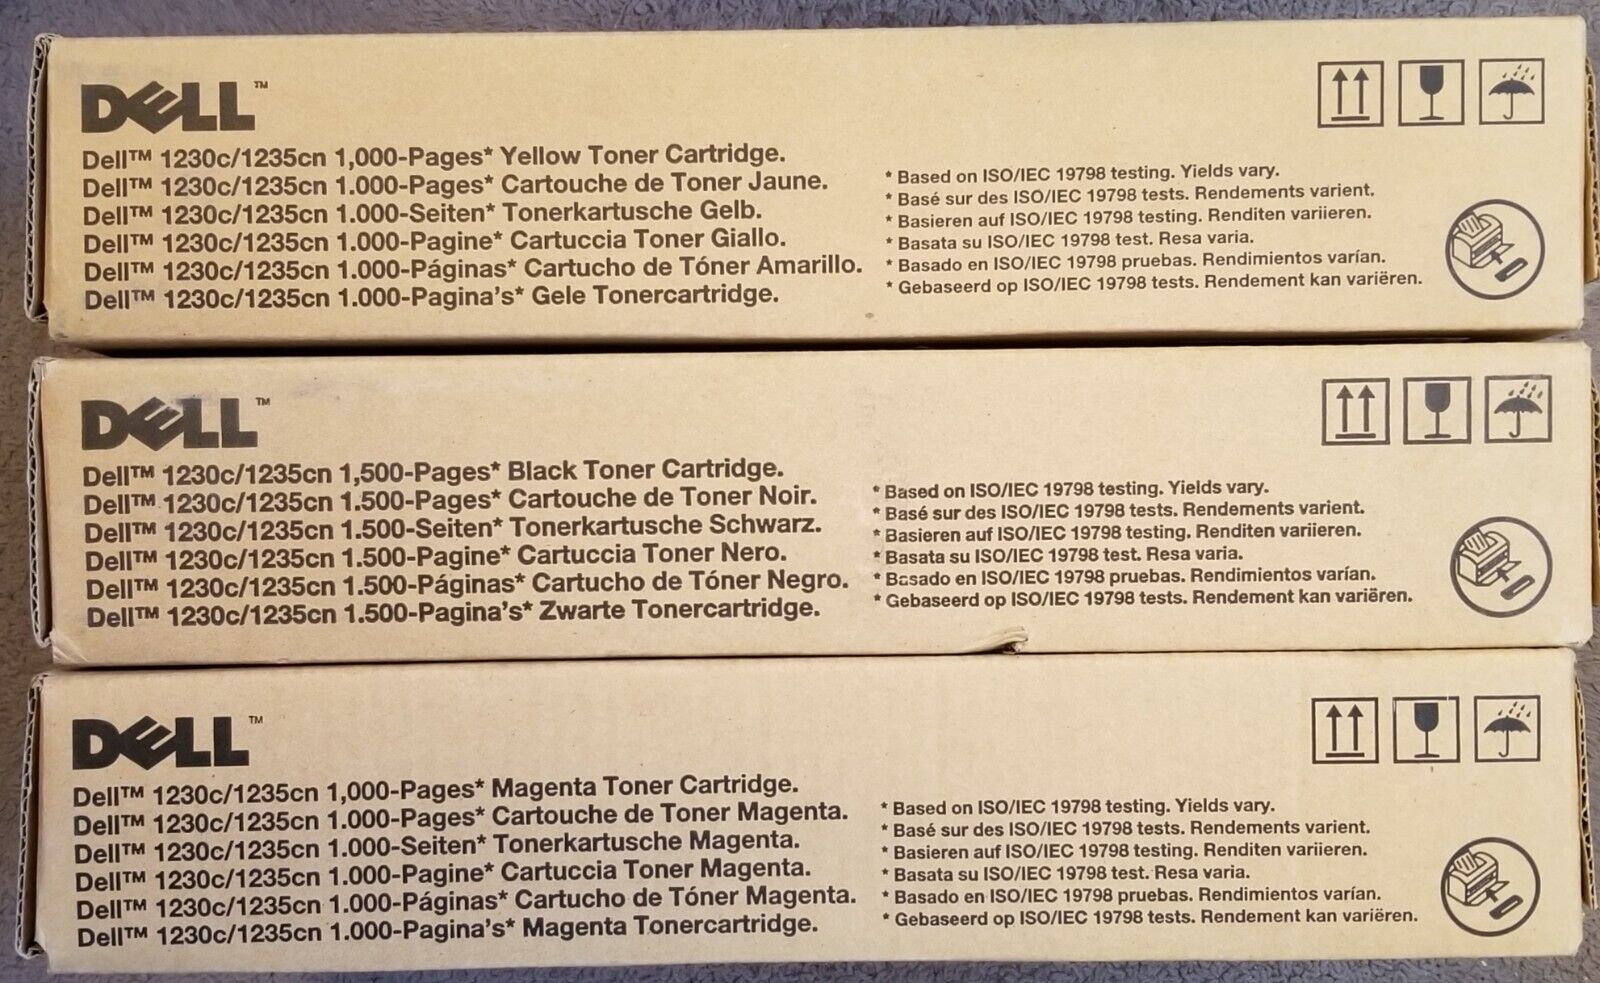 DELL™
Dell™ 1230c/1235cn 1,000-Pages* Yellow Toner Cartridge.
Dell™ 1230c/1235cn 1.000-Pages* Cartouche de Toner Jaune.
Dell™ 1230c/1235cn 1.000-Seiten* Tonerkartusche Gelb.
Dell™ 1230c/1235cn 1.000-Pagine* Cartuccia Toner Giallo.
Dell™ 1230c/1235cn 1.000-Páginas* Cartucho de Tóner Amarillo.
Dell™ 1230c/1235cn 1.000-Pagina's* Gele Tonercartridge.
* Based on ISO/IEC 19798 testing. Yields vary.
* Basé sur des ISO/IEC 19798 tests. Rendements varient.
* Basieren auf ISO/IEC 19798 testing. Renditen variieren.
* Basata su ISO/IEC 19798 test. Resa varia.
* Basado en ISO/IEC 19798 pruebas. Rendimientos varían.
* Gebaseerd op ISO/IEC 19798 tests. Rendement kan variëren.
DELL™
Dell™ 1230c/1235cn 1,500-Pages* Black Toner Cartridge.
Dell™ 1230c/1235cn 1.500-Pages* Cartouche de Toner Noir.
Dell™ 1230c/1235cn 1.500-Seiten* Tonerkartusche Schwarz.
Dell™ 1230c/1235cn 1.500-Pagine* Cartuccia Toner Nero.
Dell™ 1230c/1235cn 1.500-Páginas* Cartucho de Tóner Negro.
Dell™ 1230c/1235cn 1.500-Pagina's* Zwarte Tonercartridge.
* Based on ISO/IEC 19798 testing. Yields vary.
* Basé sur des ISO/IEC 19798 tests. Rendements varient.
* Basieren auf ISO/IEC 19798 testing. Renditen variieren.
* Basata su ISO/IEC 19798 test. Resa varia.
* Basado en ISO/IEC 19798 pruebas. Rendimientos varían.
* Gebaseerd op ISO/IEC 19798 tests. Rendement kan variëren.
DELL™
Dell™ 1230c/1235cn 1,000-Pages* Magenta Toner Cartridge.
Dell™ 1230c/1235cn 1.000-Pages* Cartouche de Toner Magenta.
Dell™ 1230c/1235cn 1.000-Seiten* Tonerkartusche Magenta.
Dell™ 1230c/1235cn 1.000-Pagine* Cartuccia Toner Magenta.
Dell™ 1230c/1235cn 1.000-Páginas* Cartucho de Tóner Magenta.
Dell™ 1230c/1235cn 1.000-Pagina's* Magenta Tonercartridge.
* Based on ISO/IEC 19798 testing. Yields vary.
* Basé sur des ISO/IEC 19798 tests. Rendements varient.
* Basieren auf ISO/IEC 19798 testing. Renditen variieren.
* Basata su ISO/IEC 19798 test. Resa varia.
* Basado en ISO/IEC 19798 pruebas. Rendimientos varían.
* Gebaseerd op ISO/IEC 19798 tests. Rendement kan variëren.